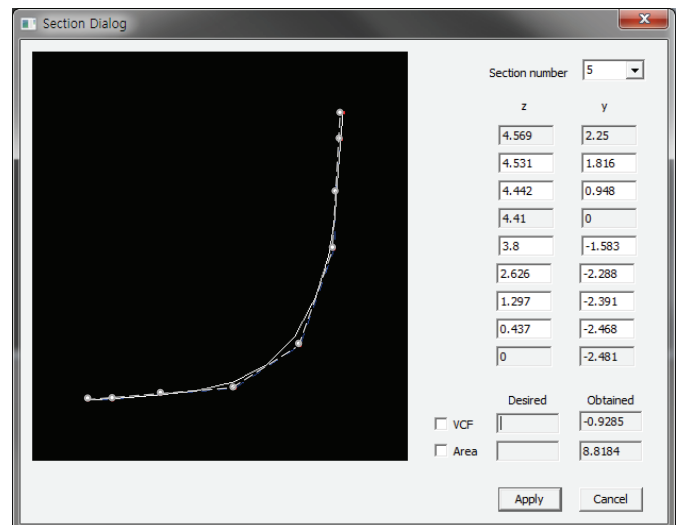 Section Dialog
Section number 5
z y
4.569 2.25
4.531 1.816
4.442 0.948
4.41 0
3.8 -1.583
2.626 -2.288
1.297 -2.391
0.437 -2.468
0 -2.481
Desired Obtained
VCF -0.9285
Area 8.8184
Apply Cancel